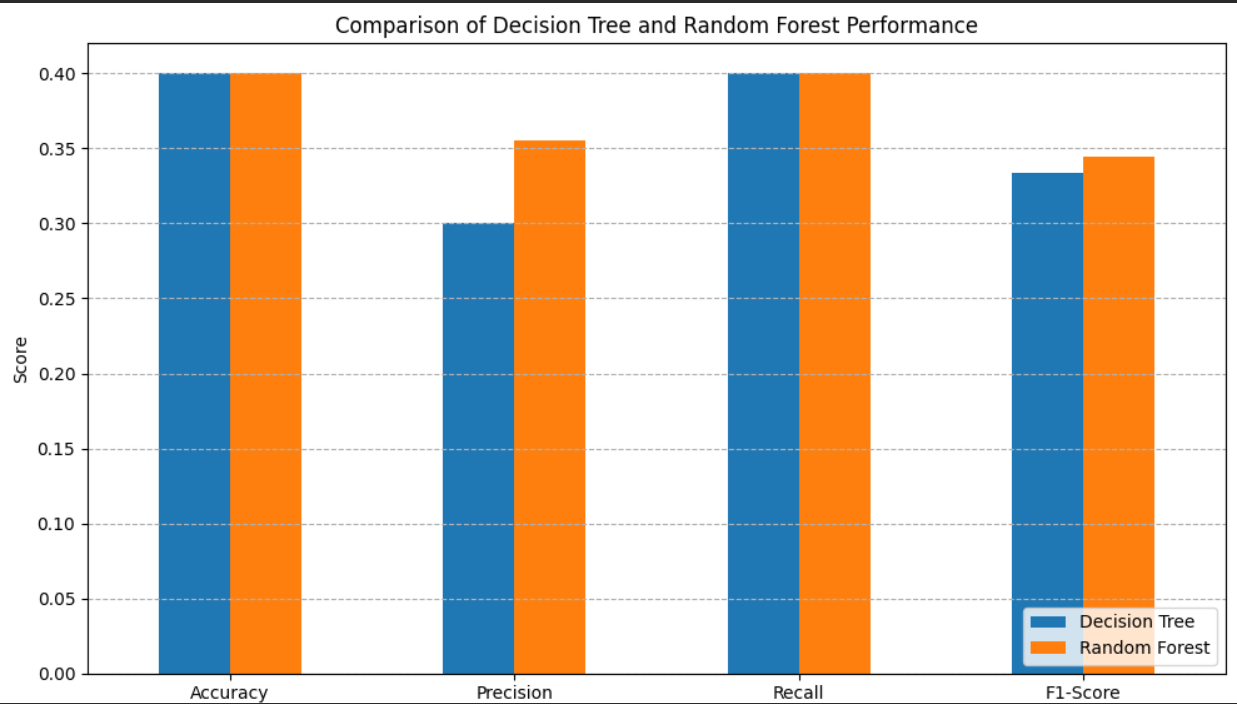 Comparison of Decision Tree and Random Forest Performance
0.40
0.35
0.30
0.25
0.20
0.15
0.10
0.05
0.00
Score
Accuracy
Precision
Recall
F1-Score
Decision Tree
Random Forest